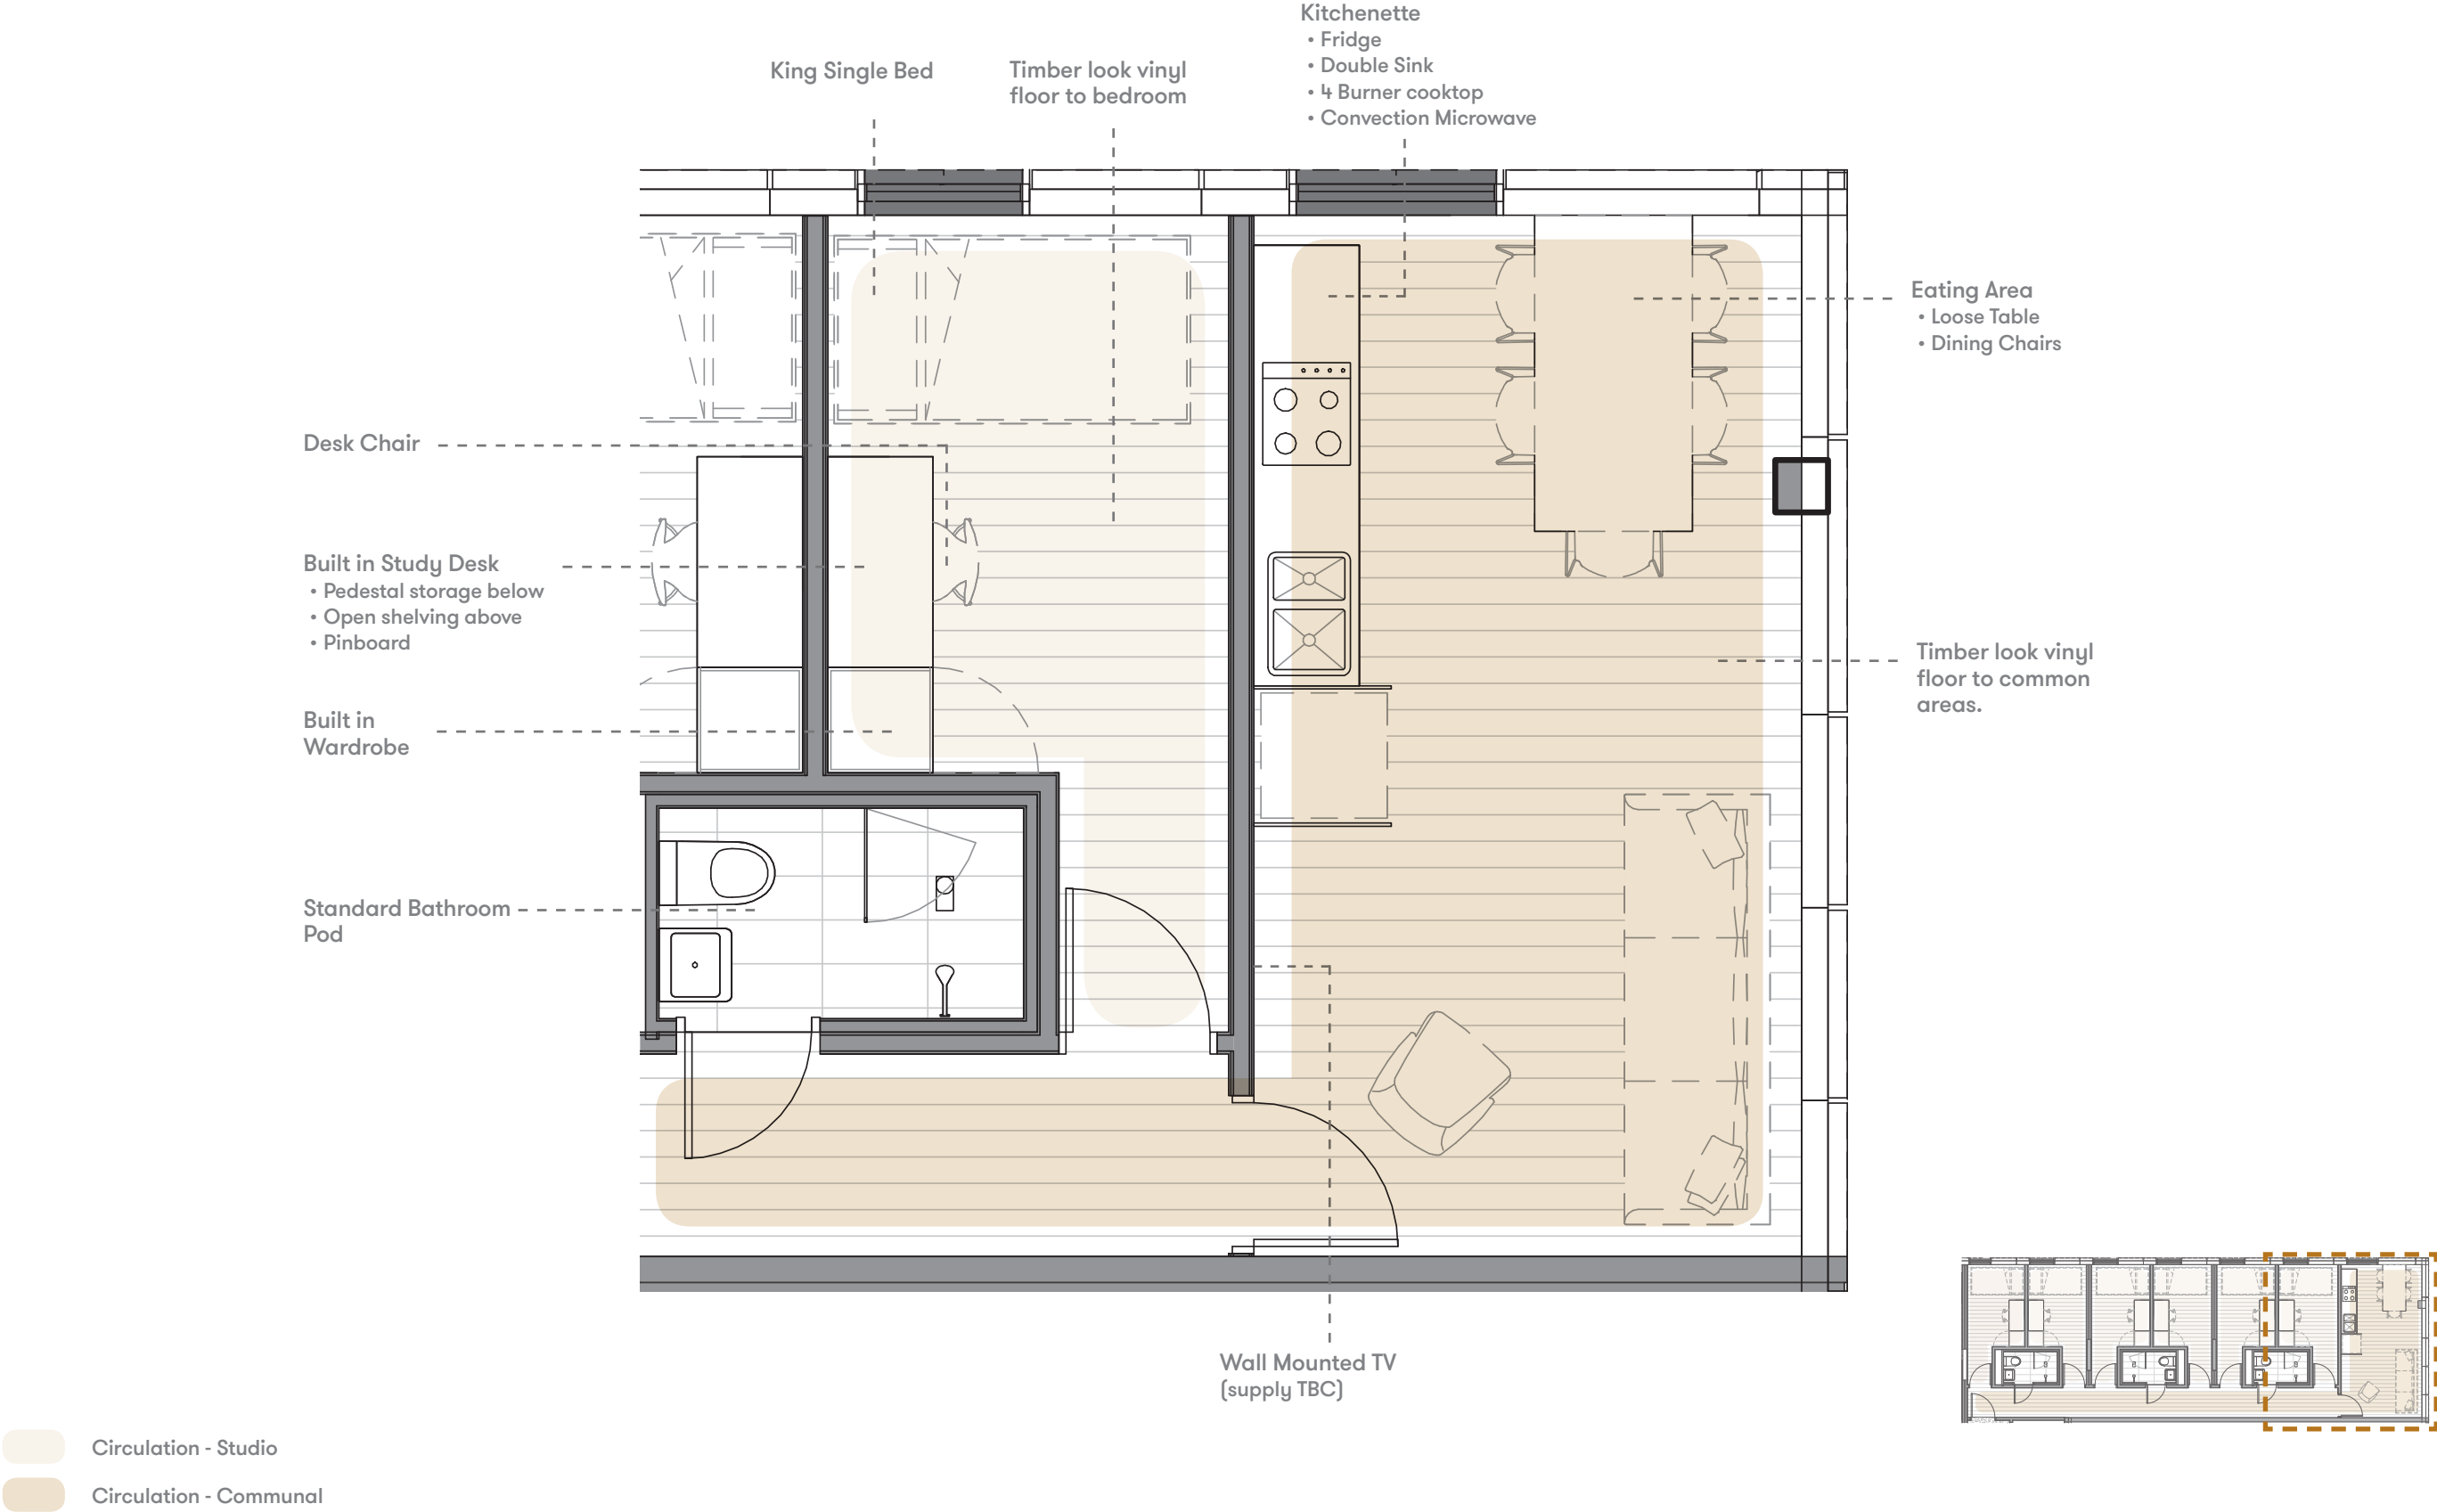 Kitchenette
• Fridge
• Double Sink
• 4 Burner cooktop
• Convection Microwave
King Single Bed
Timber look vinyl
floor to bedroom
Eating Area
• Loose Table
• Dining Chairs
Desk Chair
Built in Study Desk
• Pedestal storage below
• Open shelving above
• Pinboard
Timber look vinyl
floor to common
areas.
Built in
Wardrobe
Standard Bathroom
Pod
Wall Mounted TV
(supply TBC)
Circulation - Studio
Circulation - Communal